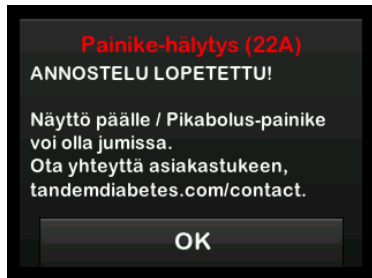 Painike-hälytys (22A)
ANNOSTELU LOPETETTU!
Näyttö päälle / Pikabolus-painike
voi olla jumissa.
Ota yhteyttä asiakastukeen,
tandemdiabetes.com/contact.
OK